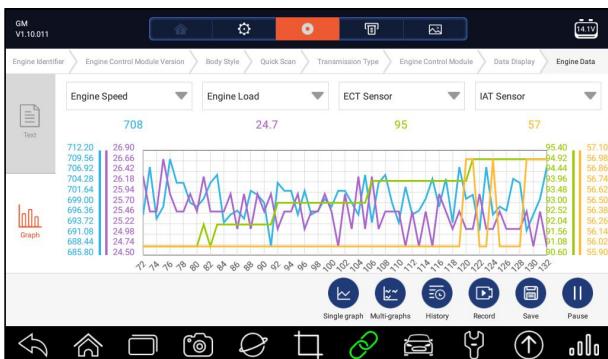 GM
V1.10.011
14.1V
Engine Identifier
Engine Control Module Version
Body Style
Quick Scan
Transmission Type
Engine Control Module
Data Display
Engine Data
Text
Graph
Engine Speed
Engine Load
ECT Sensor
IAT Sensor
708
24.7
95
57
712.20 26.90 95.40 57.10
709.56 26.66 94.92 56.98
706.92 26.42 94.44 56.86
704.28 26.18 93.96 56.74
701.64 25.94 93.48 56.62
699.00 25.70 93.00 56.50
696.36 25.46 92.52 56.38
693.72 25.22 92.04 56.26
691.08 24.98 91.56 56.14
688.44 24.74 91.08 56.02
685.80 24.50 90.60 55.90
72 74 76 78 80 82 84 86 88 90 92 94 96 98 100 102 104 106 108 110 112 114 116 118 120 122 124 126 128 130 132
Single graph
Multi-graphs
History
Record
Save
Pause